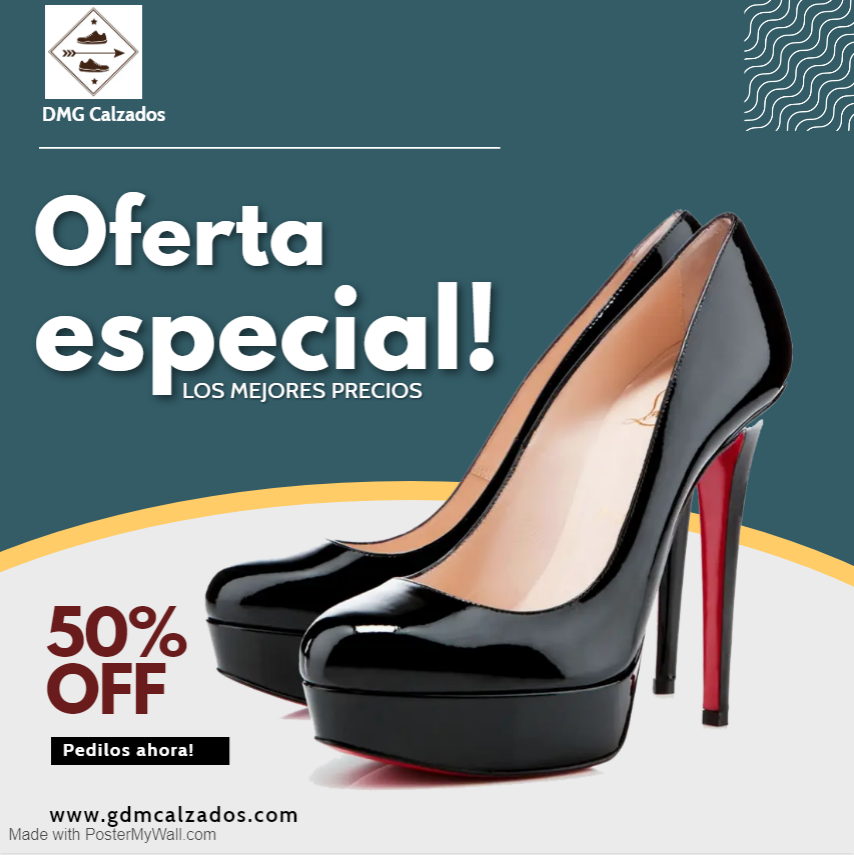 DMG Calzados
Oferta
especial!
LOS MEJORES PRECIOS
50%
OFF
Pedilos ahora!
www.gdmcalzados.com
Made with PosterMyWall.com